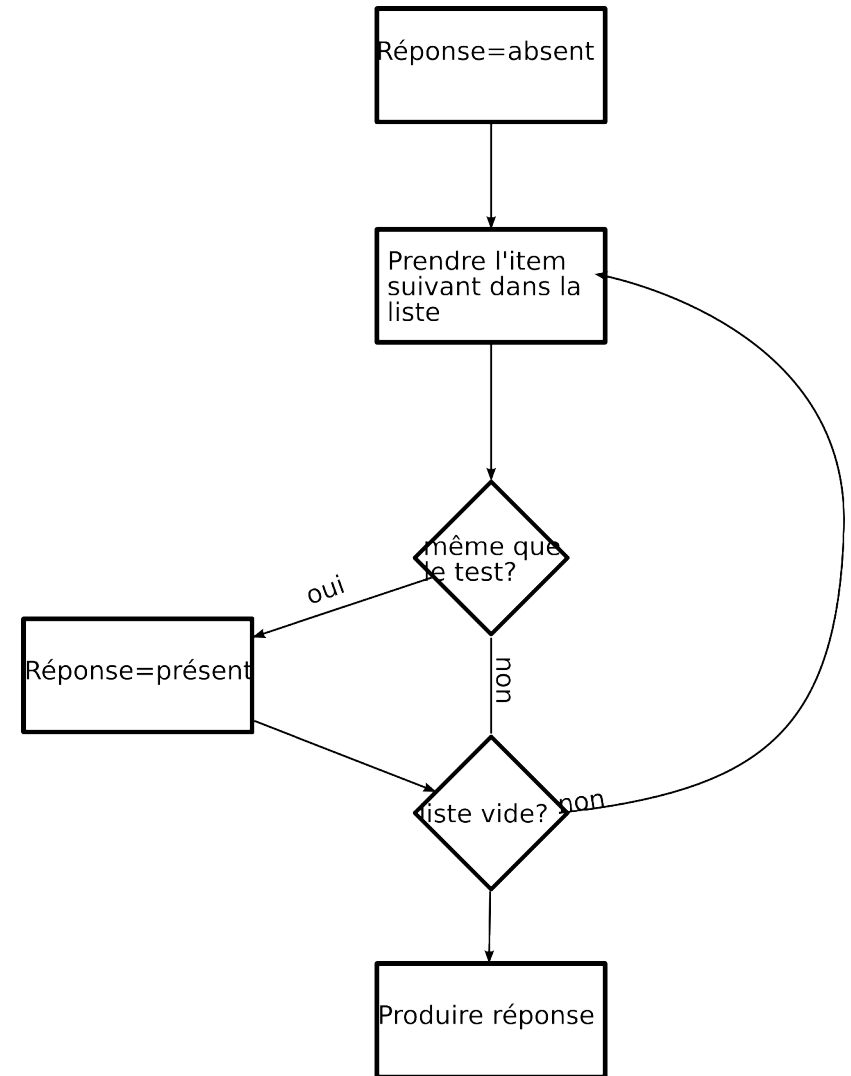 Réponse=absent
Prendre l'item
suivant dans la
liste
même que
le test?
oui
Réponse=présent
non
liste vide?
non
Produire réponse